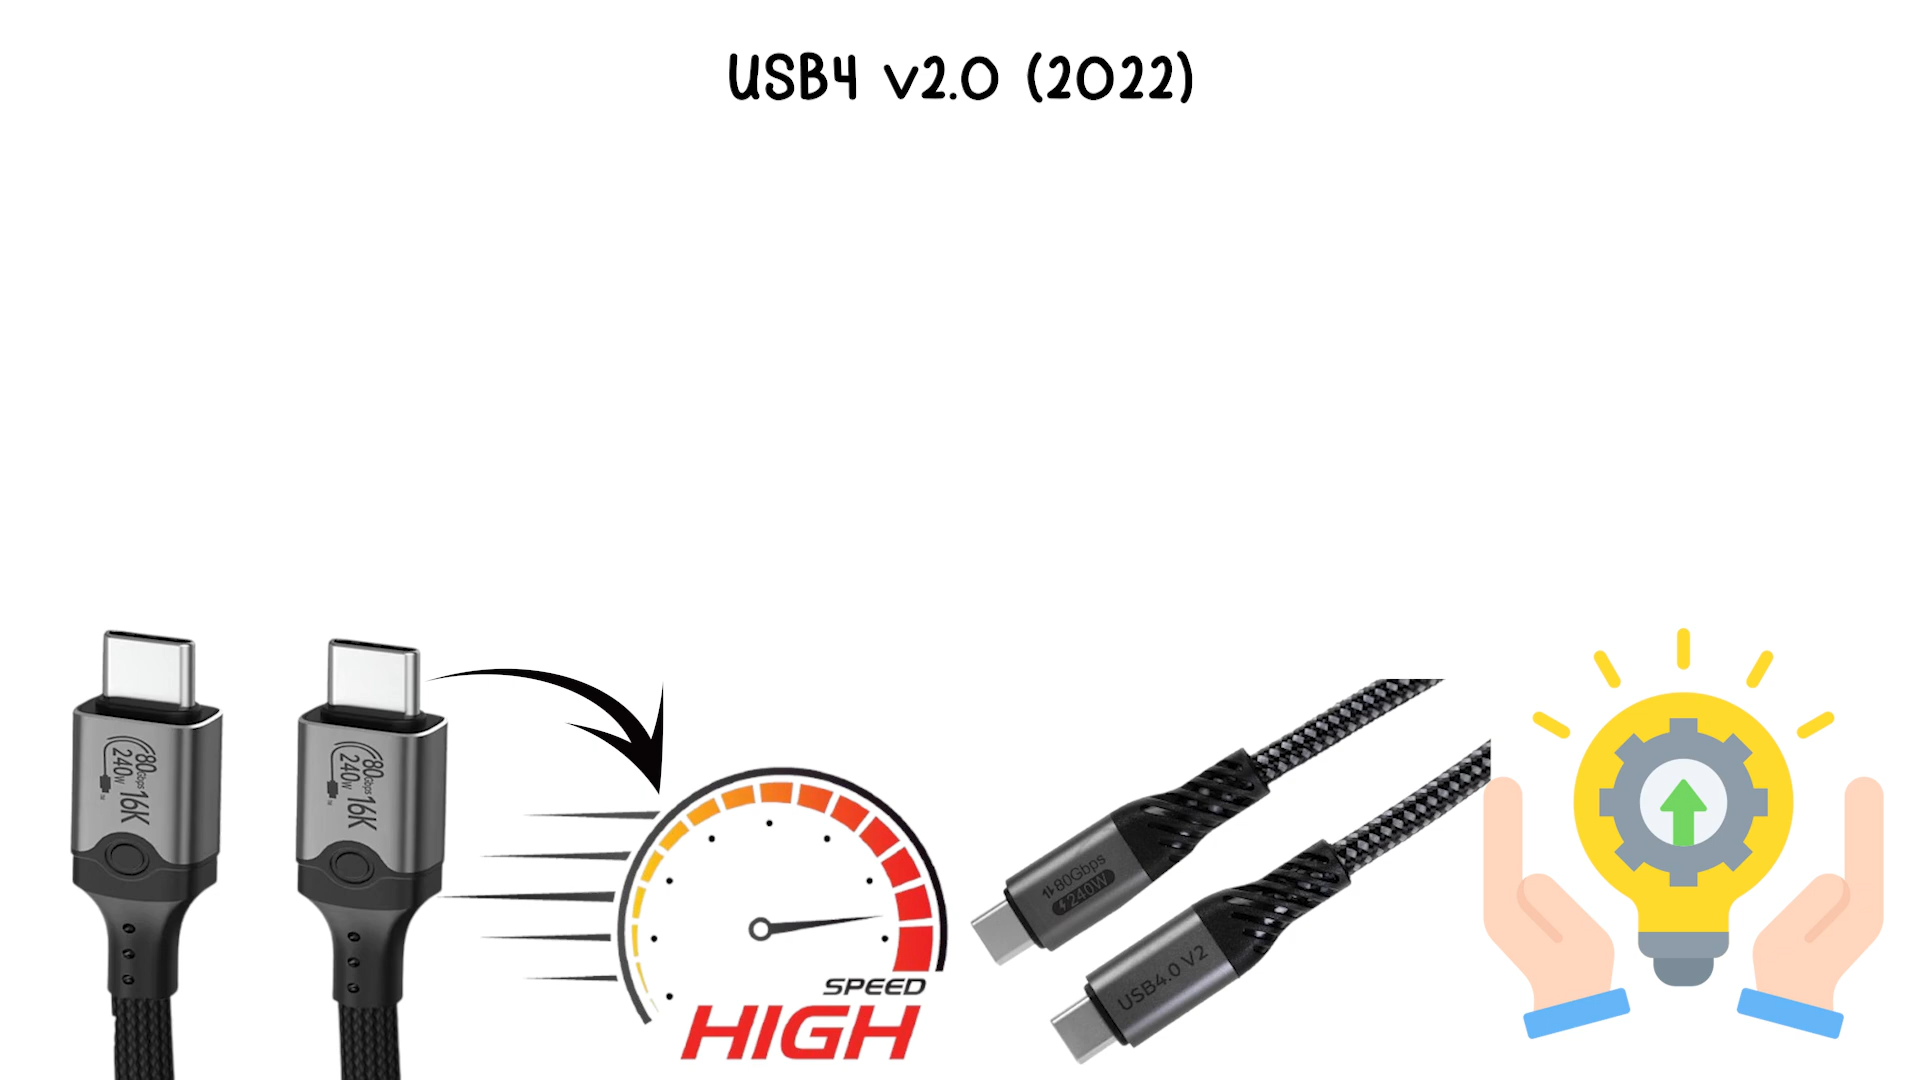 USB4 v2.0 (2022)
80Gbps
240W
16K
80Gbps
240W
16K
SPEED
HIGH
80Gbps
240W
USB4.0 V2